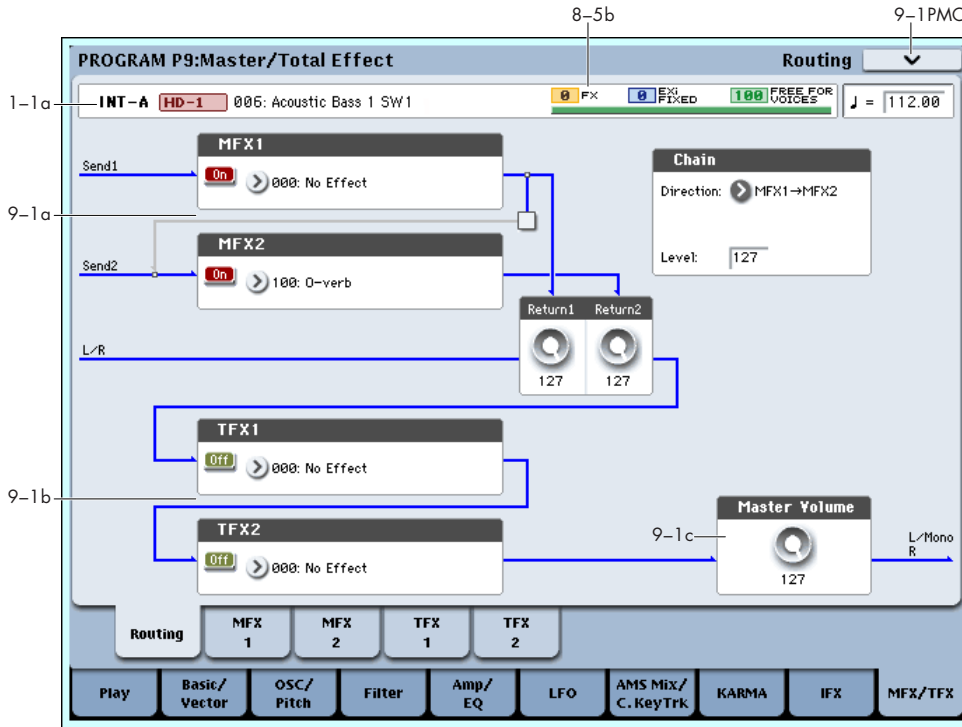 8–5b
9–1PMC
PROGRAM P9:Master/Total Effect
Routing
1–1a
INT-A HD-1 006: Acoustic Bass 1 SW1
0 FX 0 EXi FIXED 100 FREE FOR VOICES
♩ = 112.00
MFX1
Send1
On 000: No Effect
Chain
Direction: MFX1→MFX2
Level: 127
9–1a
MFX2
Send2
On 100: O-verb
Return1 Return2
127 127
L/R
TFX1
Off 000: No Effect
9–1b
TFX2
Off 000: No Effect
Master Volume
9–1c
127
L/Mono
R
Routing
MFX 1
MFX 2
TFX 1
TFX 2
Play
Basic/ Vector
OSC/ Pitch
Filter
Amp/ EQ
LFO
AMS Mix/ C.KeyTrk
KARMA
IFX
MFX/TFX